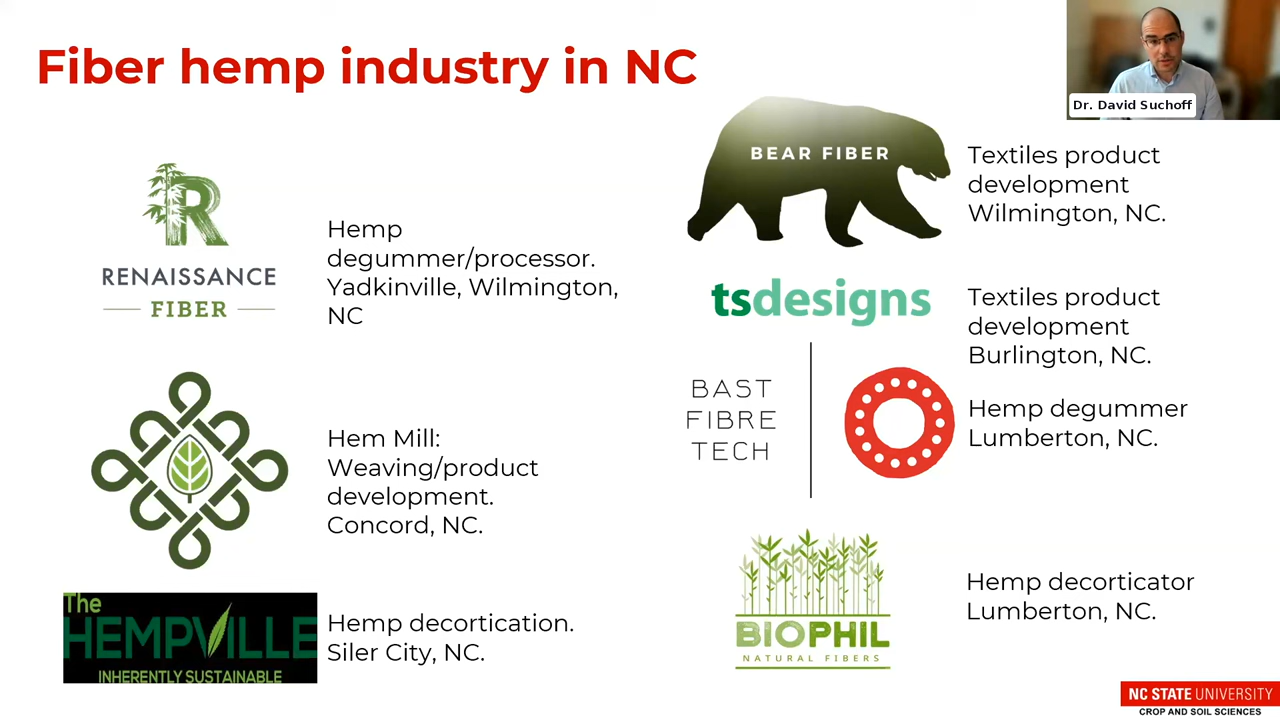 Fiber hemp industry in NC
Dr. David Suchoff
RENAISSANCE
FIBER
Hemp
degummer/processor.
Yadkinville, Wilmington,
NC
Hem Mill:
Weaving/product
development.
Concord, NC.
The
HEMPVILLE
INHERENTLY SUSTAINABLE
Hemp decortication.
Siler City, NC.
BEAR FIBER
Textiles product
development
Wilmington, NC.
tsdesigns
Textiles product
development
Burlington, NC.
BAST
FIBRE
TECH
Hemp degummer
Lumberton, NC.
BIOPHIL
NATURAL FIBERS
Hemp decorticator
Lumberton, NC.
NC STATE UNIVERSITY
CROP AND SOIL SCIENCES